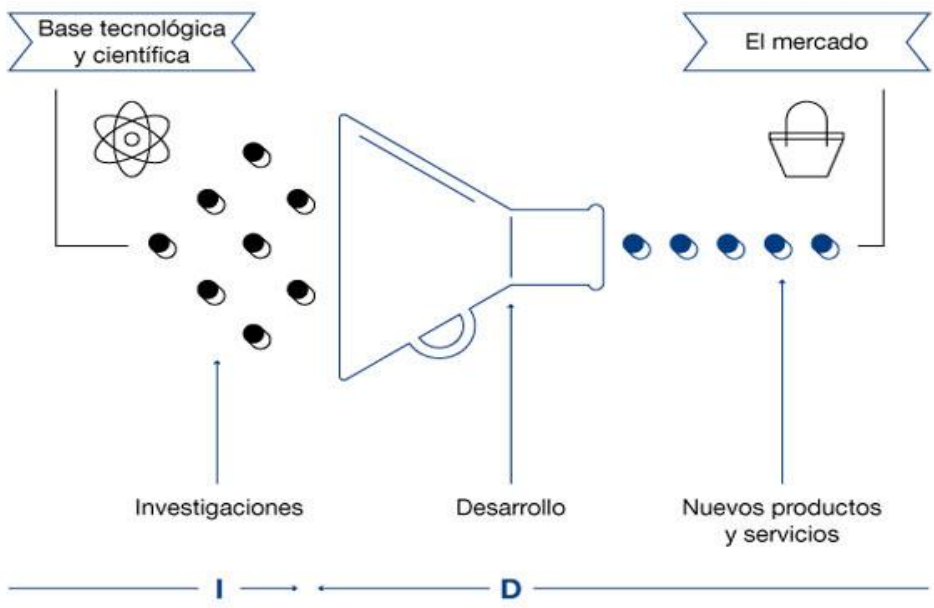 Base tecnológica
y científica
El mercado
Investigaciones
Desarrollo
Nuevos productos
y servicios
I
D